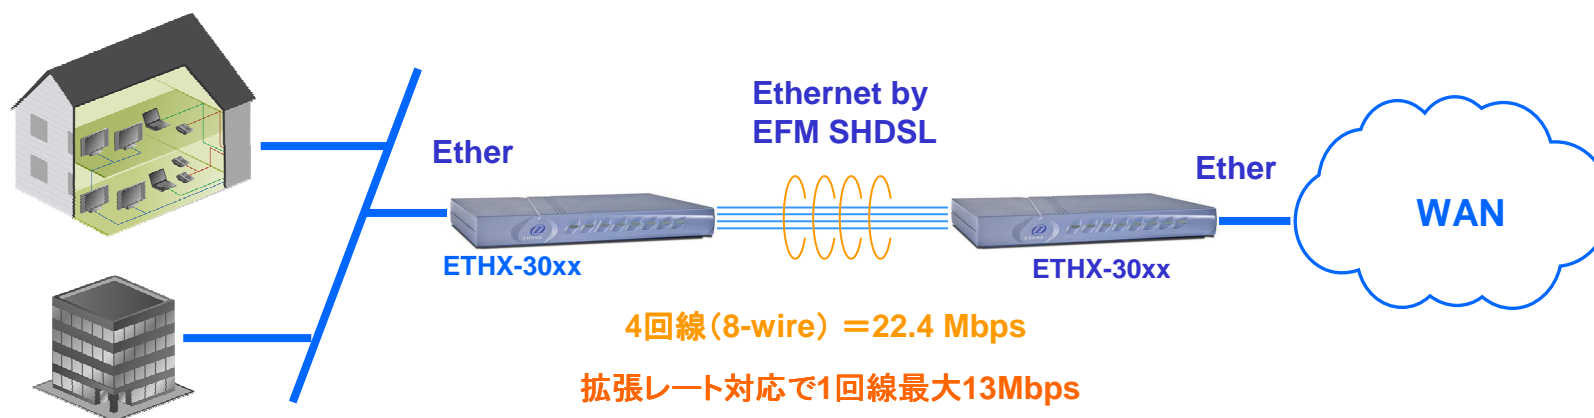 Ethernet by
EFM SHDSL
Ether
Ether
WAN
ETHX-30xx
ETHX-30xx
4回線(8-wire) =22.4 Mbps
拡張レート対応で1回線最大13Mbps